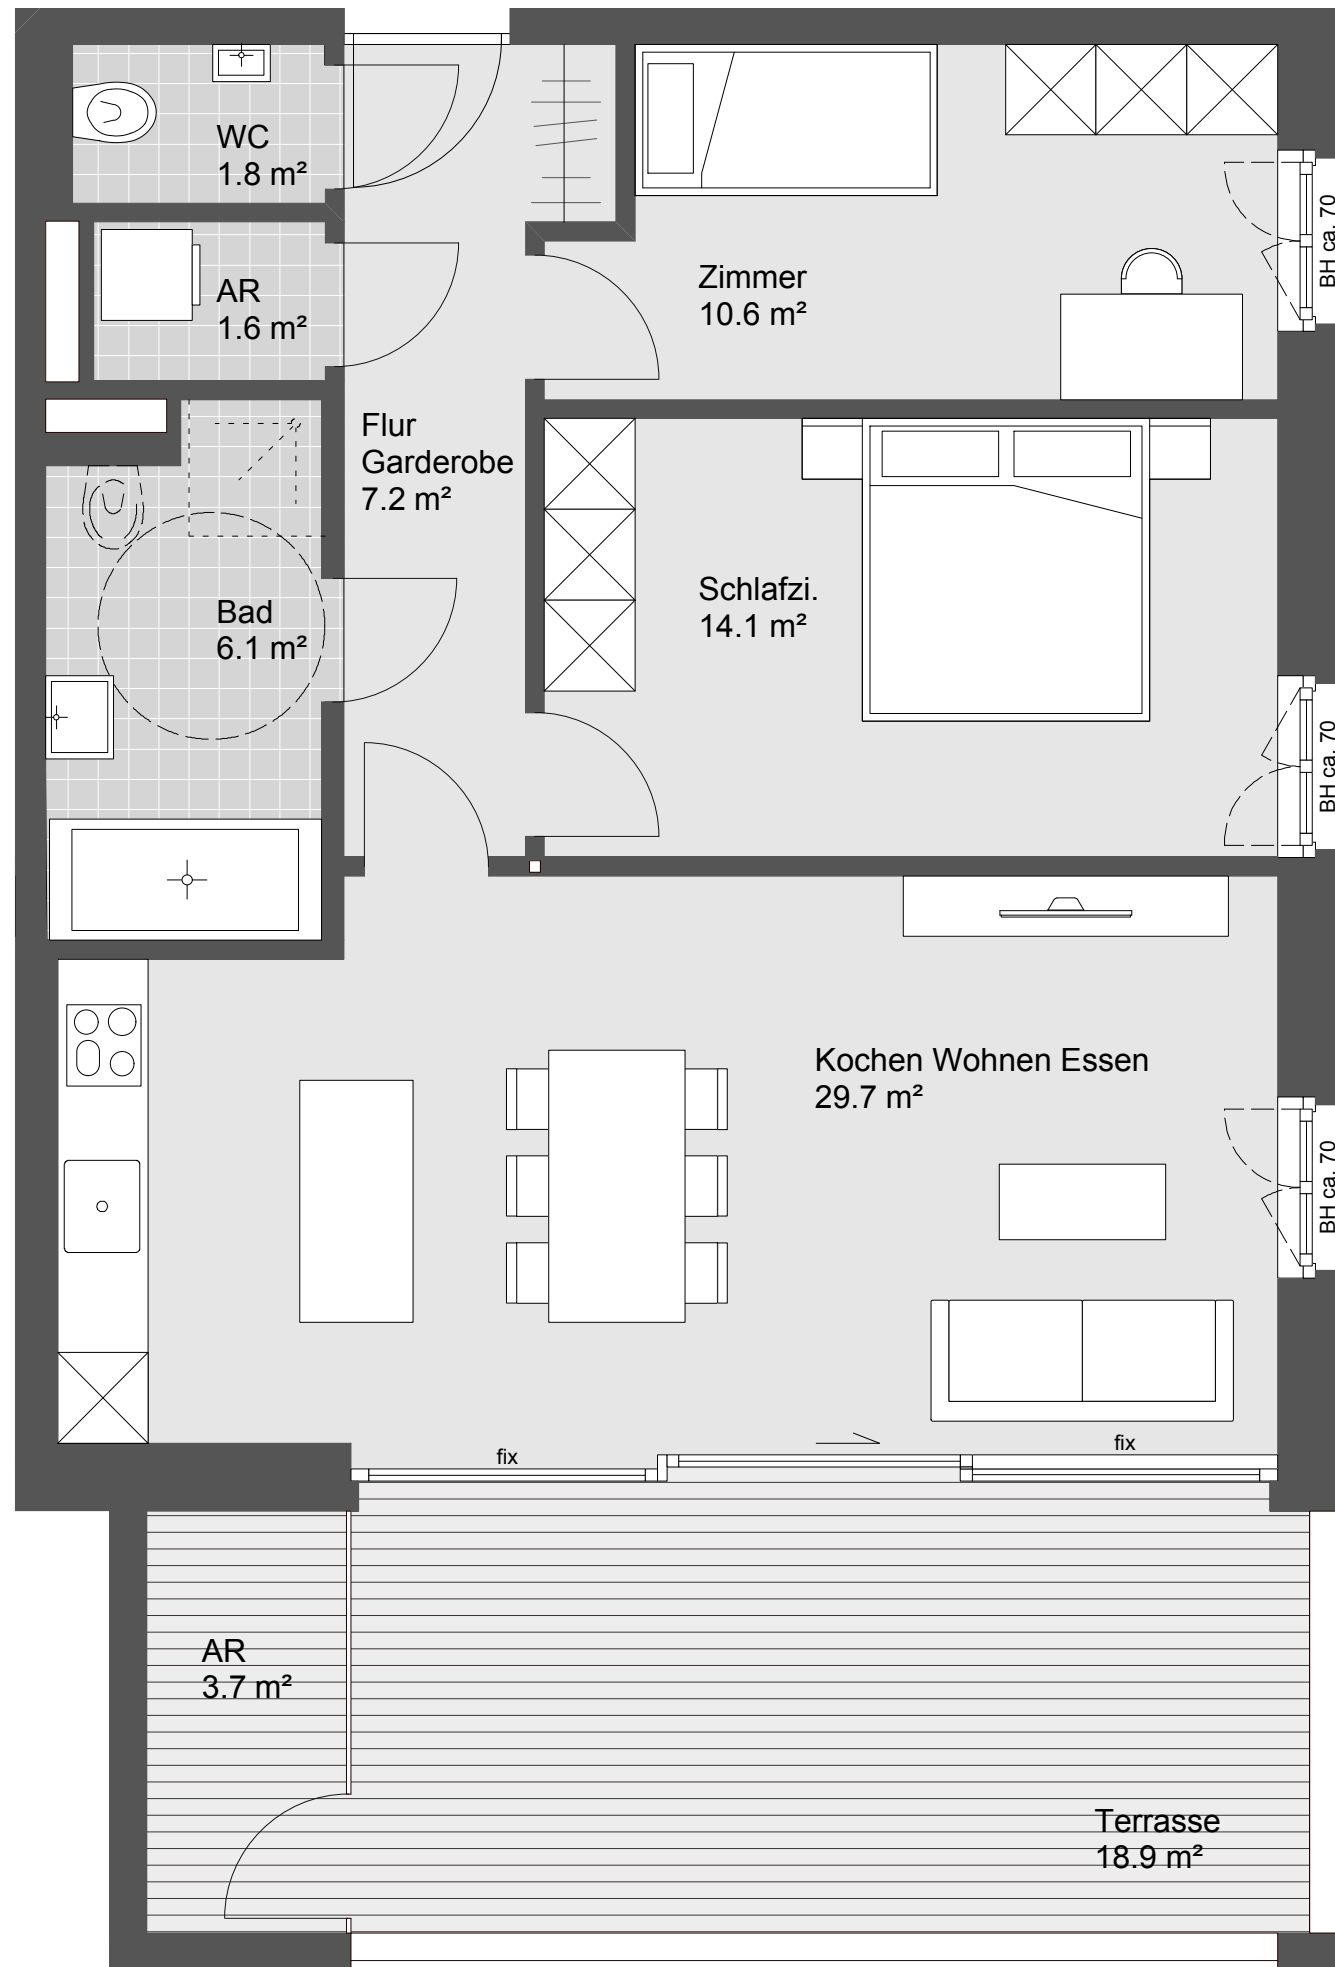 WC
1.8 m²
BH ca. 70
Zimmer
10.6 m²
AR
1.6 m²
Flur
Garderobe
7.2 m²
Schlafzi.
14.1 m²
Bad
6.1 m²
BH ca. 70
Kochen Wohnen Essen
29.7 m²
BH ca. 70
fix
fix
AR
3.7 m²
Terrasse
18.9 m²